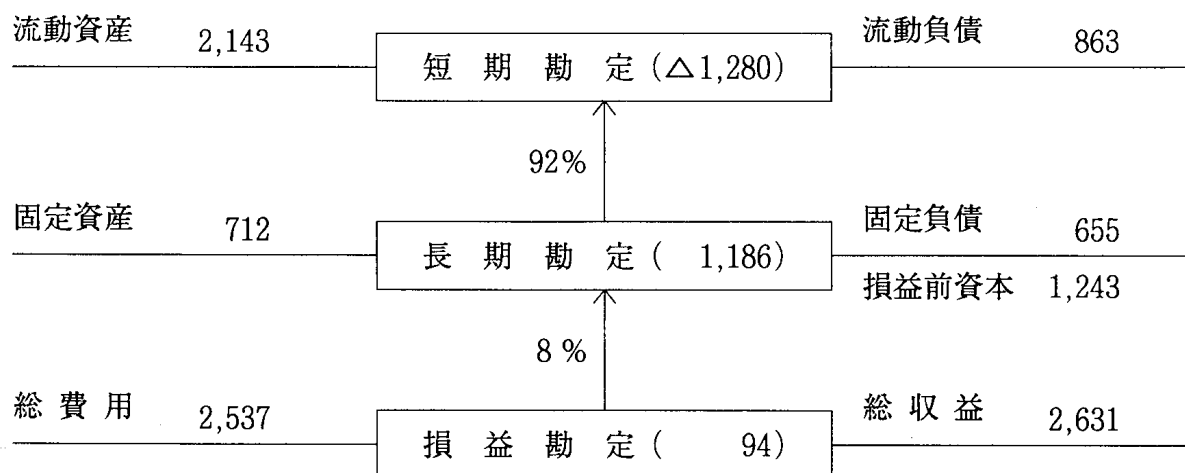 流動資産 2,143 短期勘定(△1,280) 流動負債 863
92%
固定資産 712 長期勘定( 1,186) 固定負債 655
損益前資本 1,243
8%
総費用 2,537 損益勘定( 94) 総収益 2,631